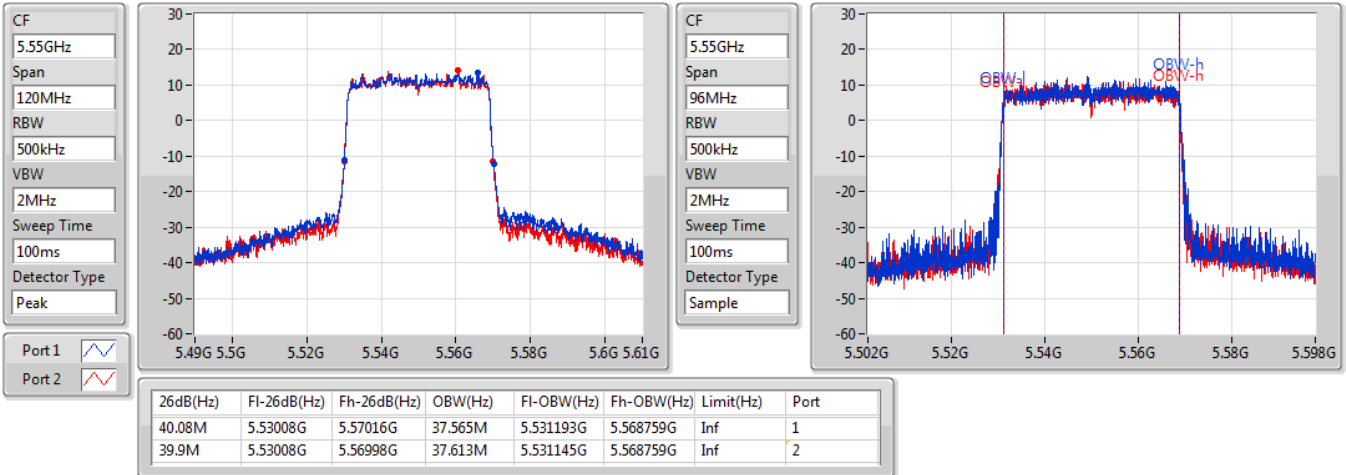 CF
5.55GHz
Span
120MHz
RBW
500kHz
VBW
2MHz
Sweep Time
100ms
Detector Type
Peak
30
20
10
0
-10
-20
-30
-40
-50
-60
5.49G 5.5G 5.52G 5.54G 5.56G 5.58G 5.6G 5.61G
CF
5.55GHz
Span
96MHz
RBW
500kHz
VBW
2MHz
Sweep Time
100ms
Detector Type
Sample
30
20
10
0
-10
-20
-30
-40
-50
-60
OBW-l
OBW-l
OBW-h
OBW-h
5.502G 5.52G 5.54G 5.56G 5.58G 5.598G
Port 1
Port 2
26dB(Hz) Fl-26dB(Hz) Fh-26dB(Hz) OBW(Hz) Fl-OBW(Hz) Fh-OBW(Hz) Limit(Hz) Port
40.08M 5.53008G 5.57016G 37.565M 5.531193G 5.568759G Inf 1
39.9M 5.53008G 5.56998G 37.613M 5.531145G 5.568759G Inf 2